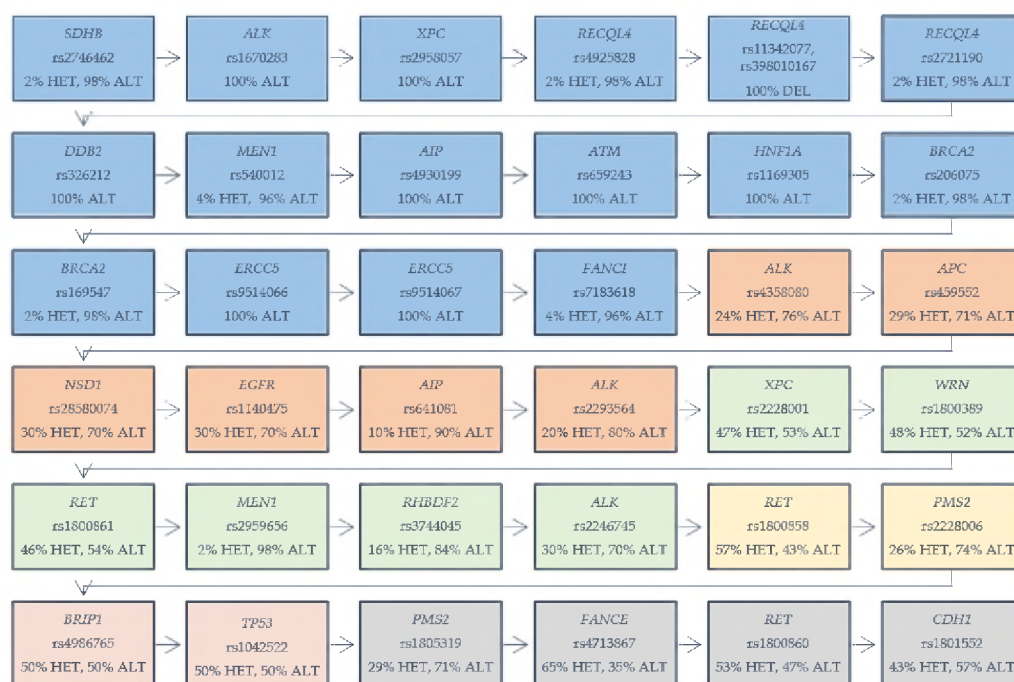 SDHB
rs2746462
2% HET, 98% ALT
ALK
rs1670283
100% ALT
XPC
rs2958057
100% ALT
RECQL4
rs4925828
2% HET, 98% ALT
RECQL4
rs11342077,
rs398010167
100% DEL
RECQL4
rs2721190
2% HET, 98% ALT
DDB2
rs326212
100% ALT
MEN1
rs540012
4% HET, 96% ALT
AIP
rs4930199
100% ALT
ATM
rs659243
100% ALT
HNF1A
rs1169305
100% ALT
BRCA2
rs206075
2% HET, 98% ALT
BRCA2
rs169547
2% HET, 98% ALT
ERCC5
rs9514066
100% ALT
ERCC5
rs9514067
100% ALT
FANCI
rs7183618
4% HET, 96% ALT
ALK
rs4358080
24% HET, 76% ALT
APC
rs459552
29% HET, 71% ALT
NSD1
rs28580074
30% HET, 70% ALT
EGFR
rs1140475
30% HET, 70% ALT
AIP
rs641081
10% HET, 90% ALT
ALK
rs2293564
20% HET, 80% ALT
XPC
rs2228001
47% HET, 53% ALT
WRN
rs1800389
48% HET, 52% ALT
RET
rs1800861
46% HET, 54% ALT
MEN1
rs2959656
2% HET, 98% ALT
RHBDF2
rs3744045
16% HET, 84% ALT
ALK
rs2246745
30% HET, 70% ALT
RET
rs1800858
57% HET, 43% ALT
PMS2
rs2228006
26% HET, 74% ALT
BRIP1
rs4986765
50% HET, 50% ALT
TP53
rs1042522
50% HET, 50% ALT
PMS2
rs1805319
29% HET, 71% ALT
FANCE
rs4713867
65% HET, 35% ALT
RET
rs1800860
53% HET, 47% ALT
CDH1
rs1801552
43% HET, 57% ALT